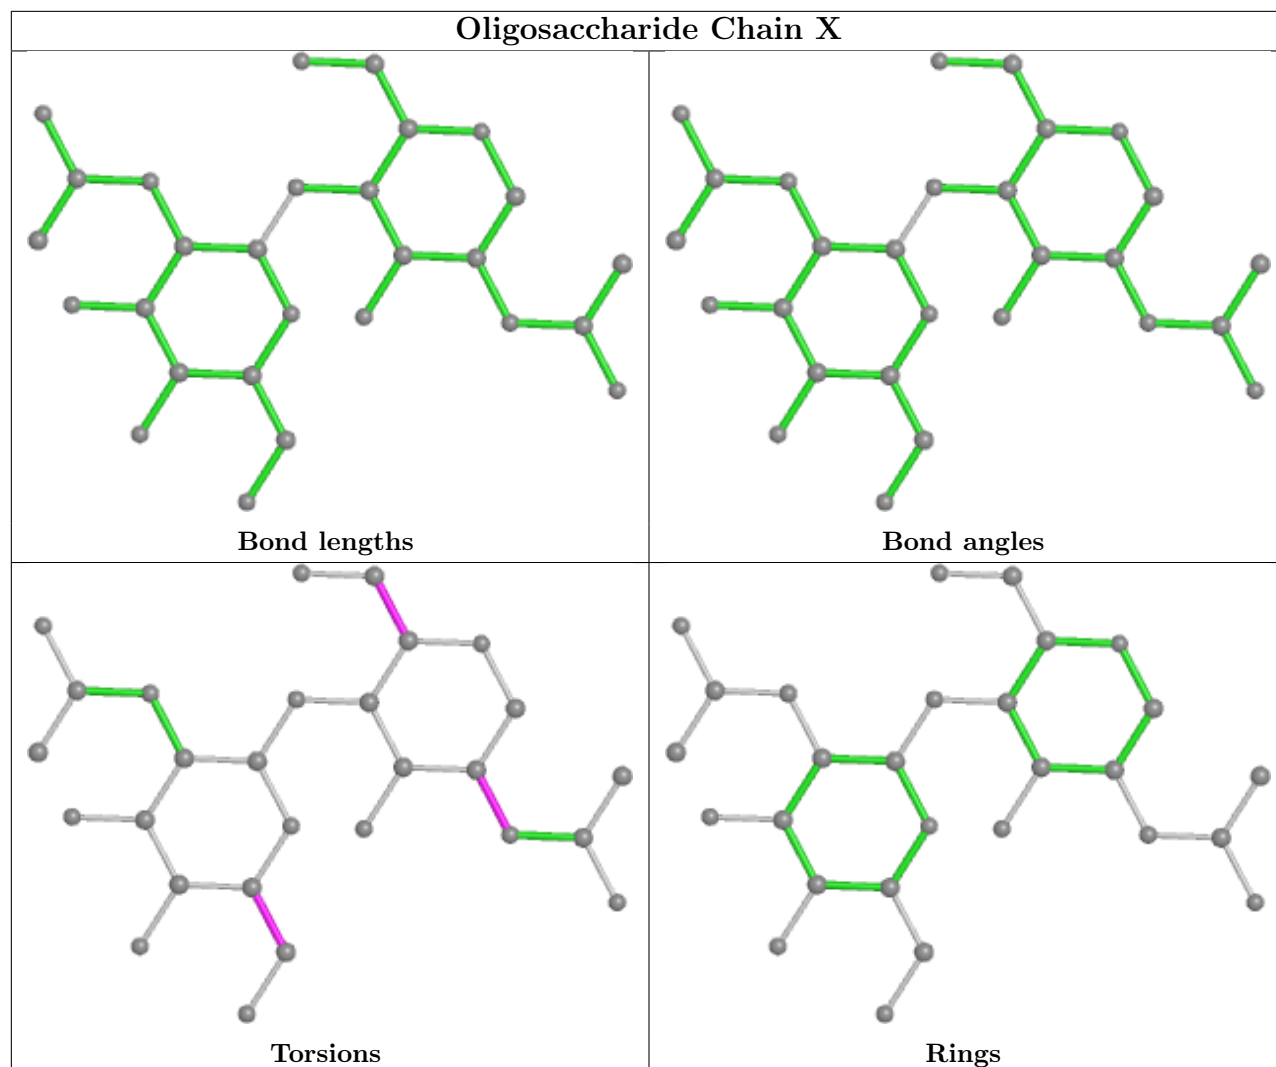 Oligosaccharide Chain X
Bond lengths
Bond angles
Torsions
Rings